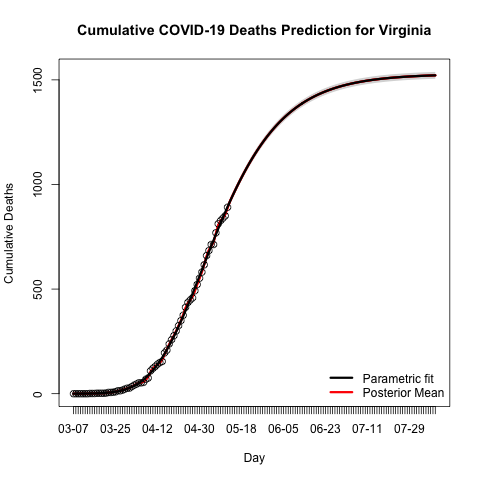 Cumulative COVID-19 Deaths Prediction for Virginia
Cumulative Deaths
1500
1000
500
0
Parametric fit
Posterior Mean
03-07 03-25 04-12 04-30 05-18 06-05 06-23 07-11 07-29
Day